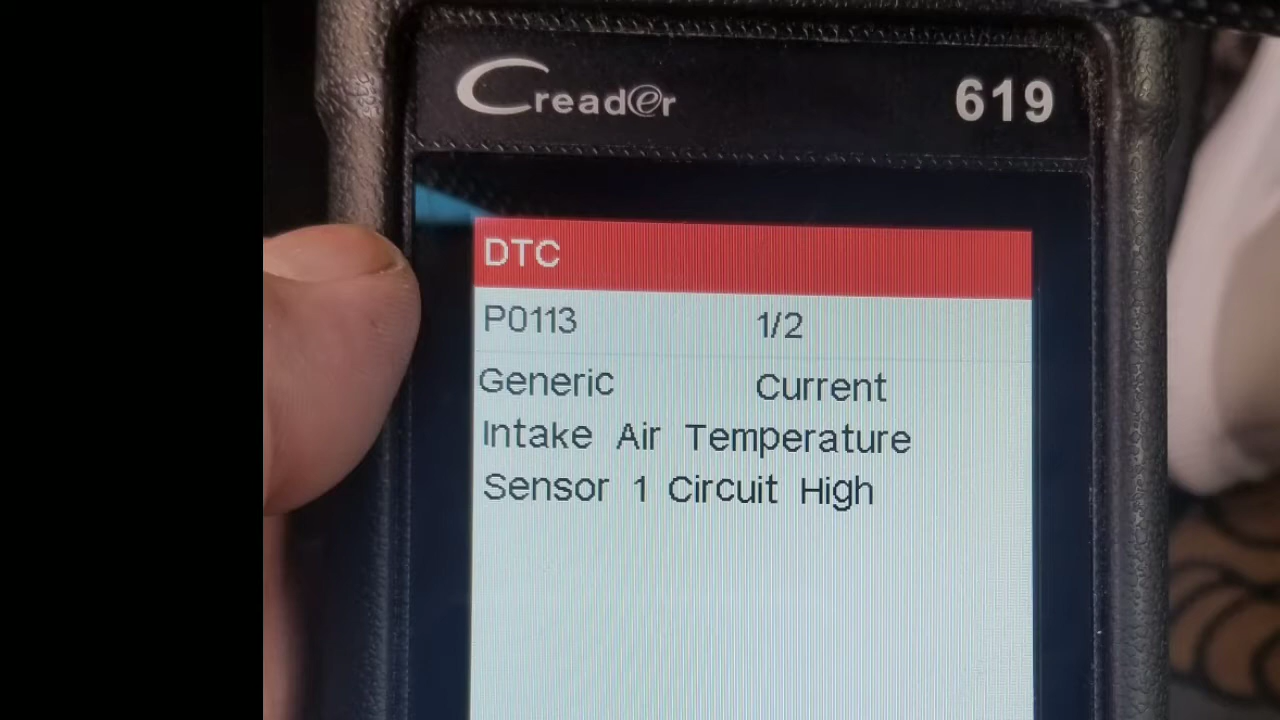 Creader 619
DTC
P0113 1/2
Generic Current
Intake Air Temperature
Sensor 1 Circuit High